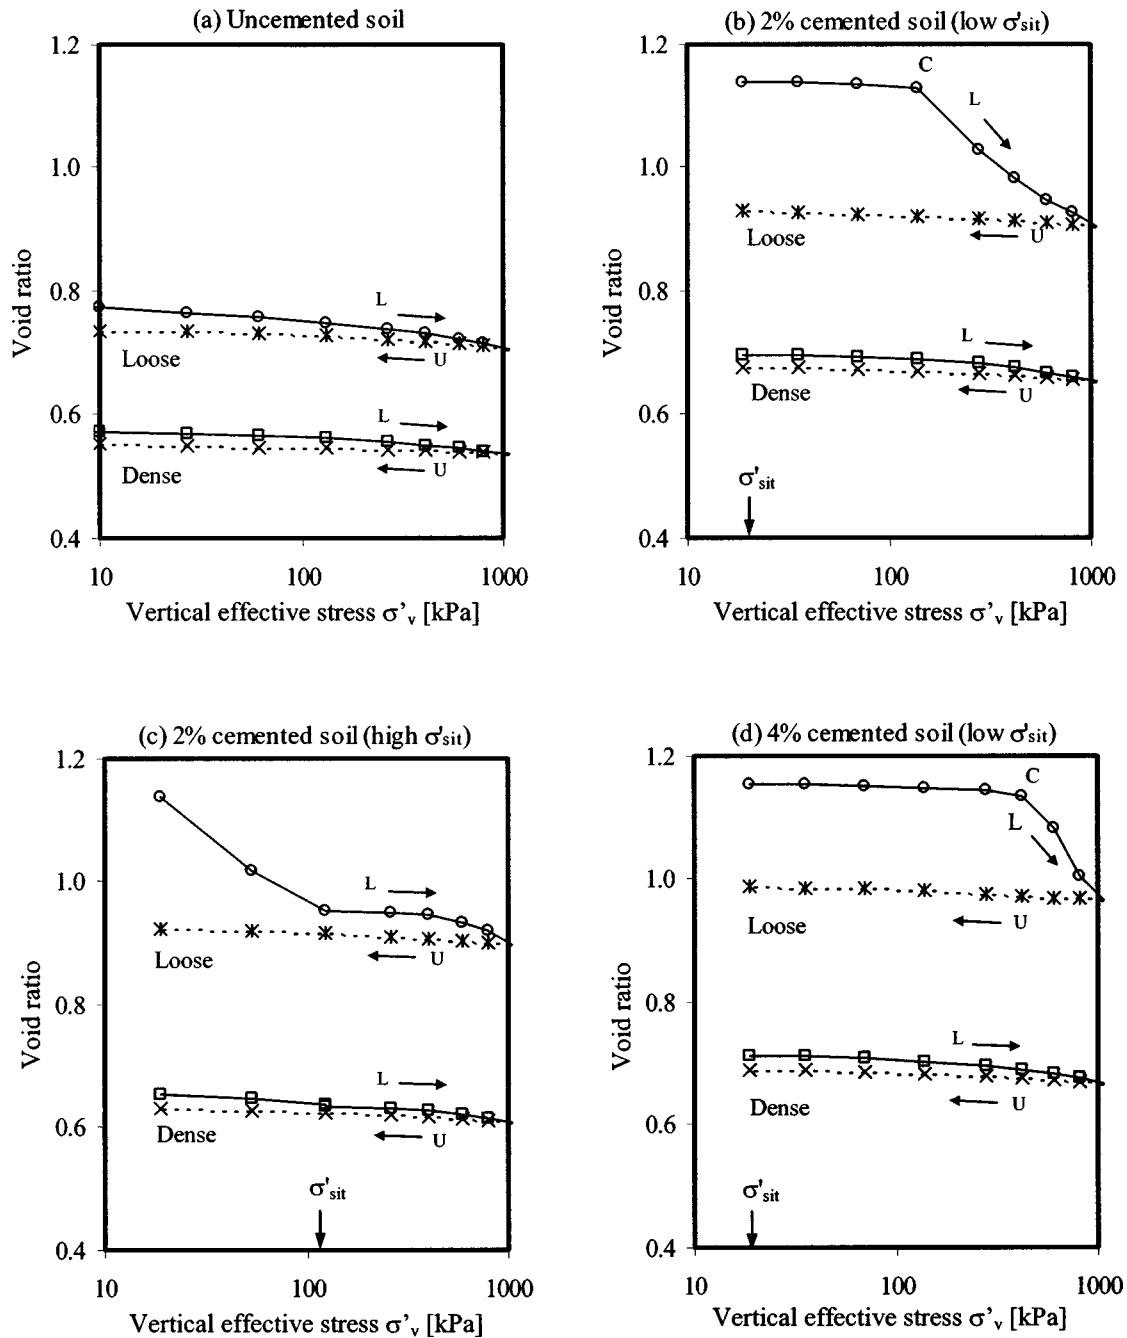 (a) Uncemented soil
1.2
1.0
0.8
0.6
0.4
Void ratio
L
U
Loose
L
U
Dense
10
100
1000
Vertical effective stress σ'v [kPa]
(b) 2% cemented soil (low σ'sit)
1.2
1.0
0.8
0.6
0.4
Void ratio
C
L
U
Loose
L
U
Dense
σ'sit
10
100
1000
Vertical effective stress σ'v [kPa]
(c) 2% cemented soil (high σ'sit)
1.2
1.0
0.8
0.6
0.4
Void ratio
L
U
Loose
L
U
Dense
σ'sit
10
100
1000
Vertical effective stress σ'v [kPa]
(d) 4% cemented soil (low σ'sit)
1.2
1.0
0.8
0.6
0.4
Void ratio
C
L
U
Loose
L
U
Dense
σ'sit
10
100
1000
Vertical effective stress σ'v [kPa]